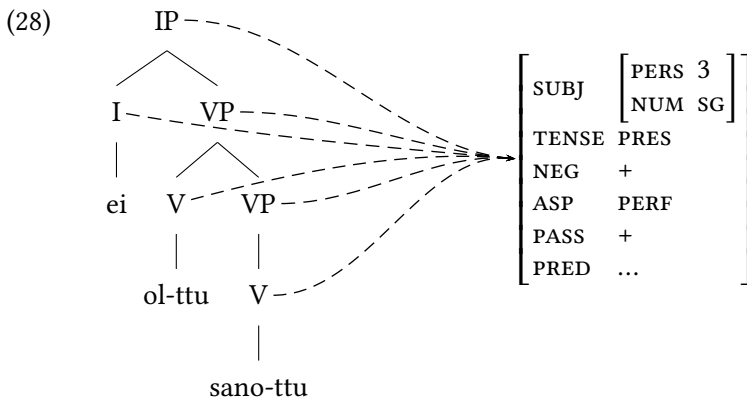 (28)
IP
I VP
ei V VP
ol-ttu V
sano-ttu
SUBJ PERS 3
NUM SG
TENSE PRES
NEG +
ASP PERF
PASS +
PRED ...